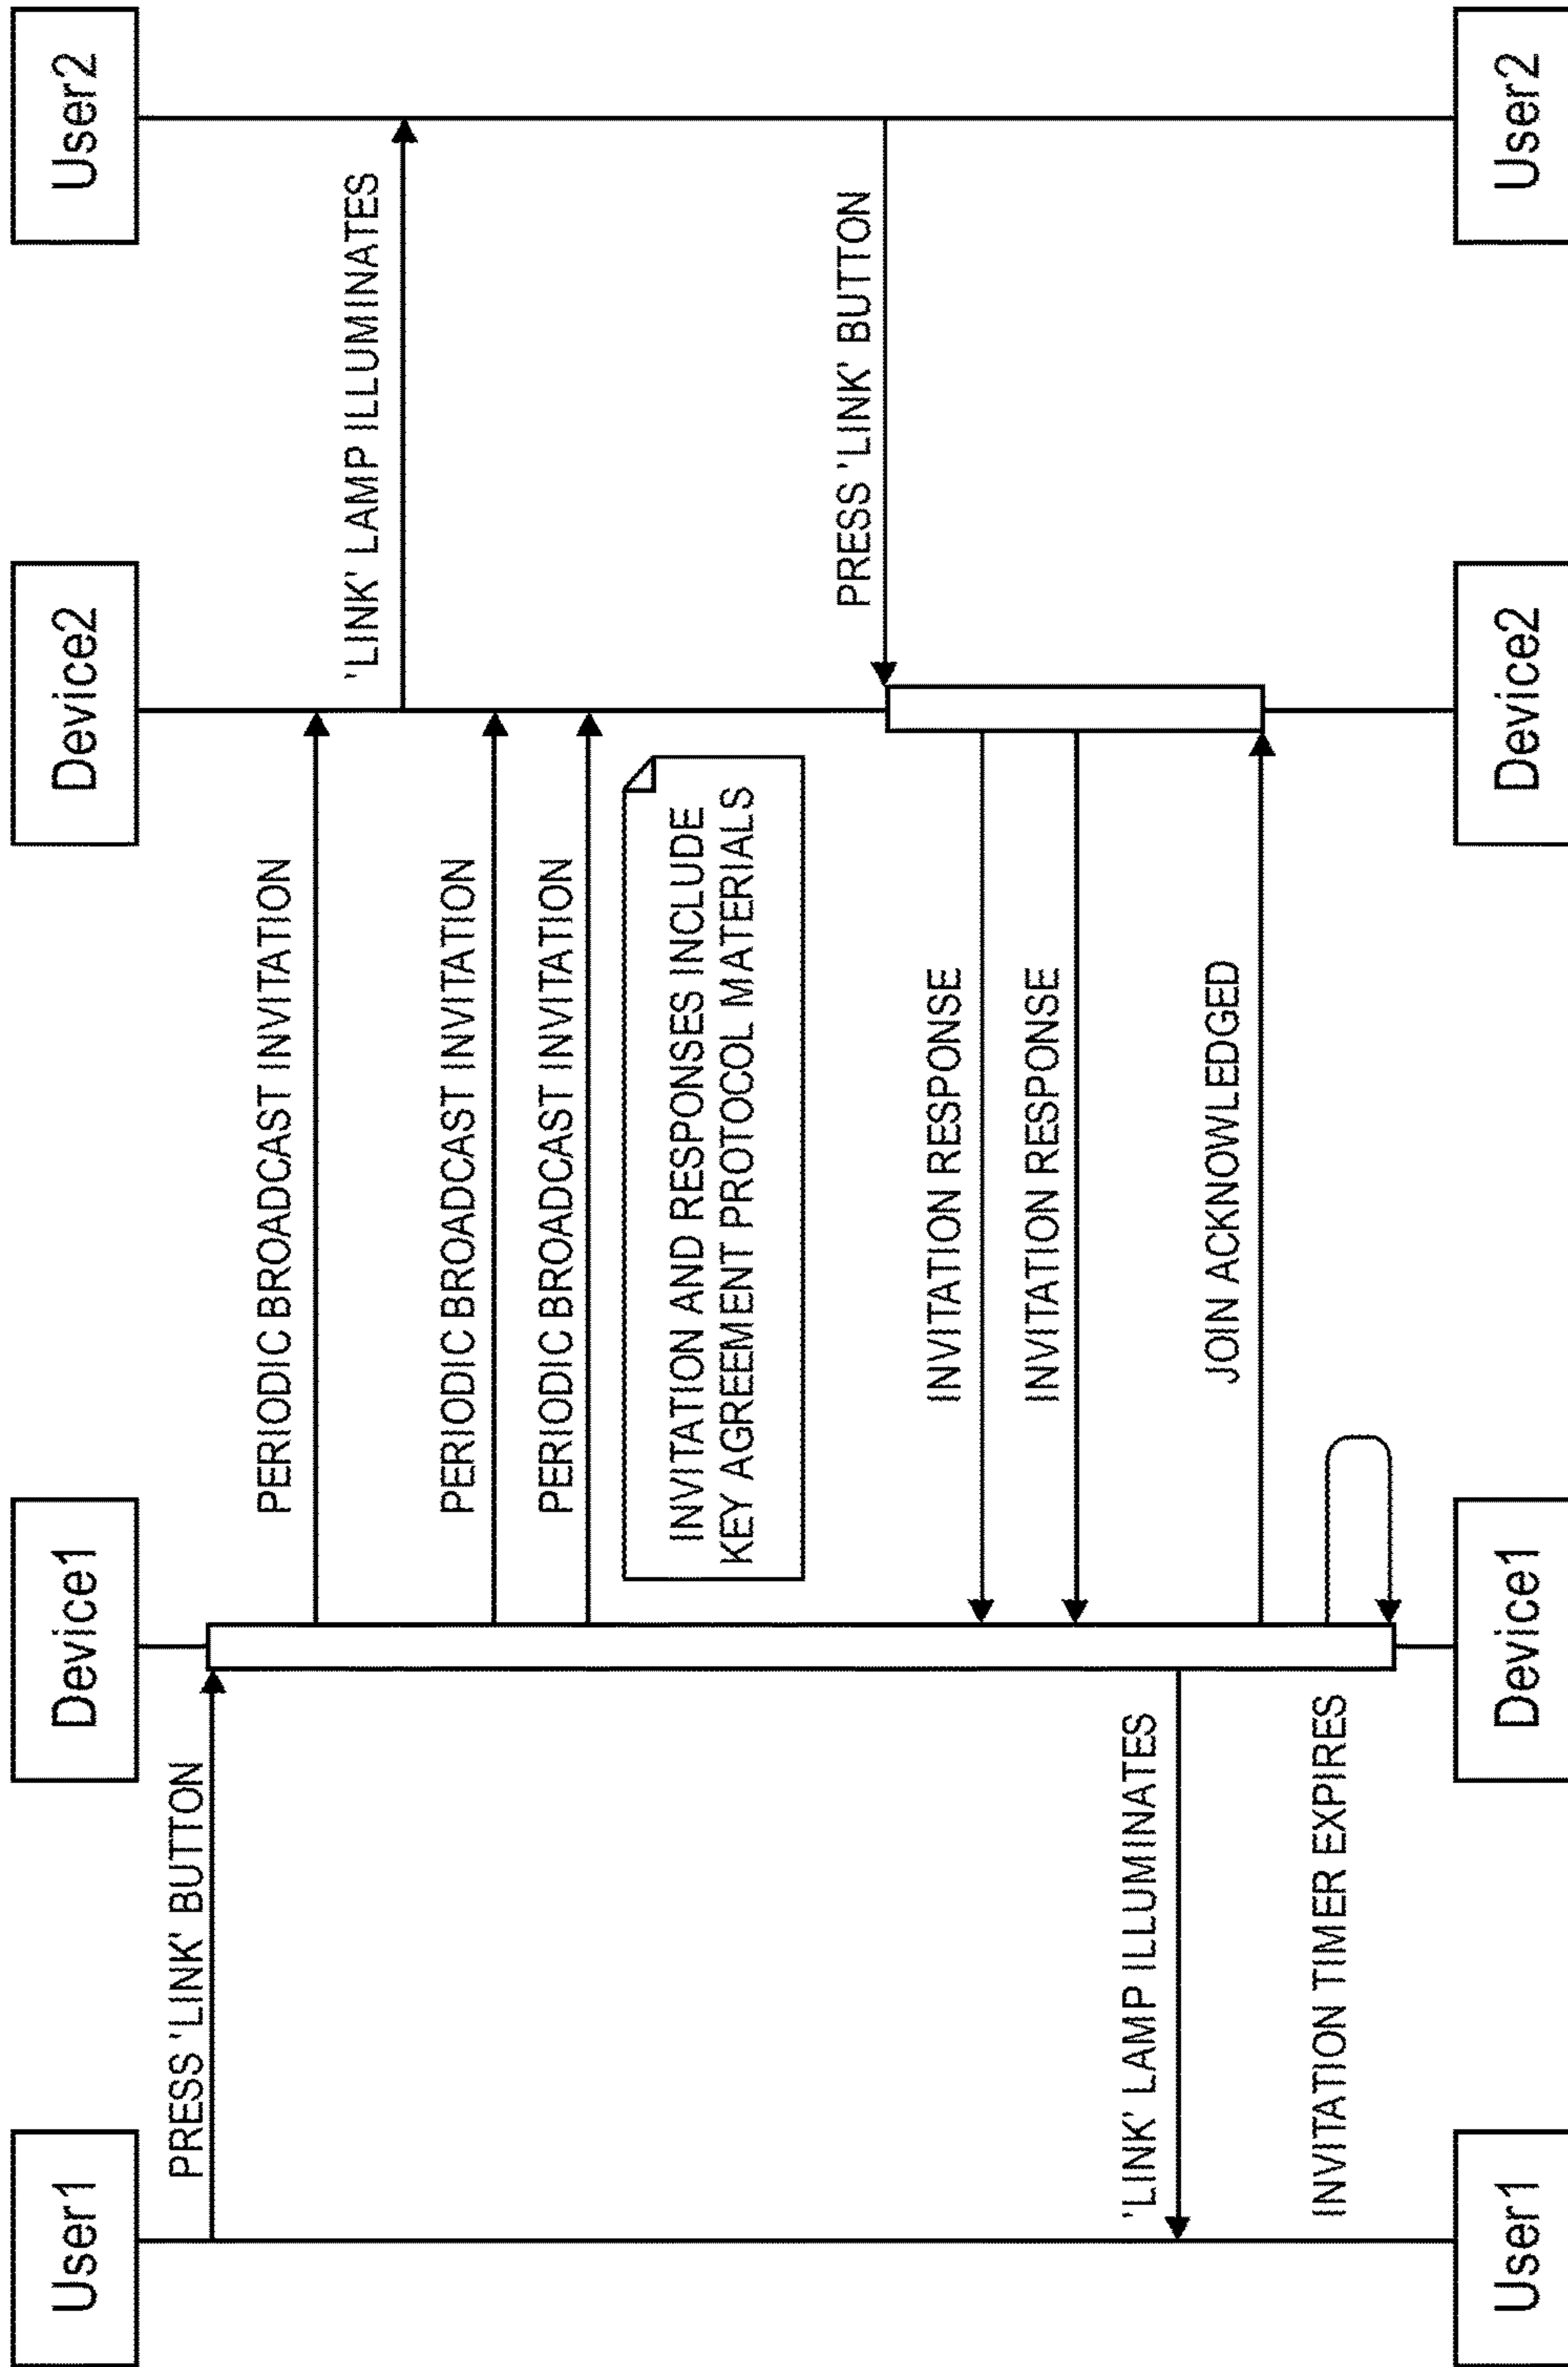 User1
Device1
Device2
User2
PRESS 'LINK' BUTTON
PERIODIC BROADCAST INVITATION
'LINK' LAMP ILLUMINATES
PERIODIC BROADCAST INVITATION
PERIODIC BROADCAST INVITATION
INVITATION AND RESPONSES INCLUDE
KEY AGREEMENT PROTOCOL MATERIALS
PRESS 'LINK' BUTTON
INVITATION RESPONSE
INVITATION RESPONSE
'LINK' LAMP ILLUMINATES
JOIN ACKNOWLEDGED
INVITATION TIMER EXPIRES
User1
Device1
Device2
User2